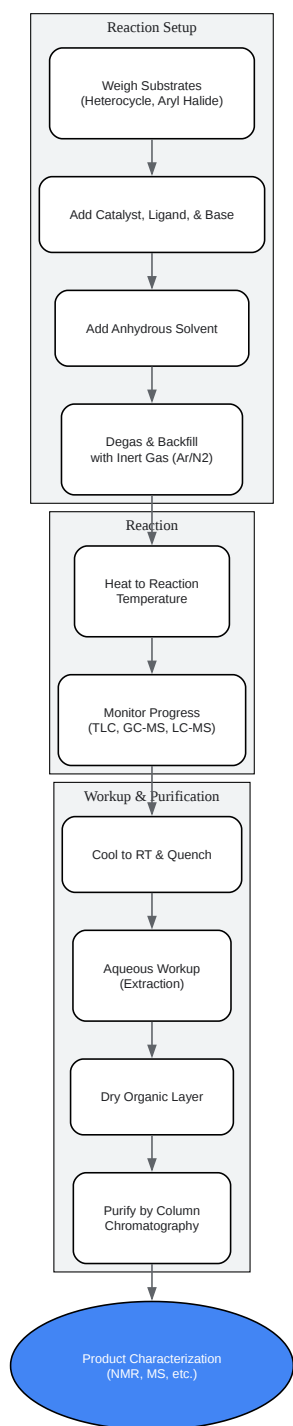 Reaction Setup
Weigh Substrates
(Heterocycle, Aryl Halide)
Add Catalyst, Ligand, & Base
Add Anhydrous Solvent
Degas & Backfill
with Inert Gas (Ar/N2)
Reaction
Heat to Reaction
Temperature
Monitor Progress
(TLC, GC-MS, LC-MS)
Workup & Purification
Cool to RT & Quench
Aqueous Workup
(Extraction)
Dry Organic Layer
Purify by Column
Chromatography
Product Characterization
(NMR, MS, etc.)